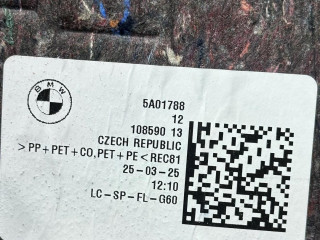 BMW
5A01788
12
108590 13
CZECH REPUBLIC
>PP+PET+CO,PET+PE<REC81
25-03-25
12:10
LC-SP-FL-G60